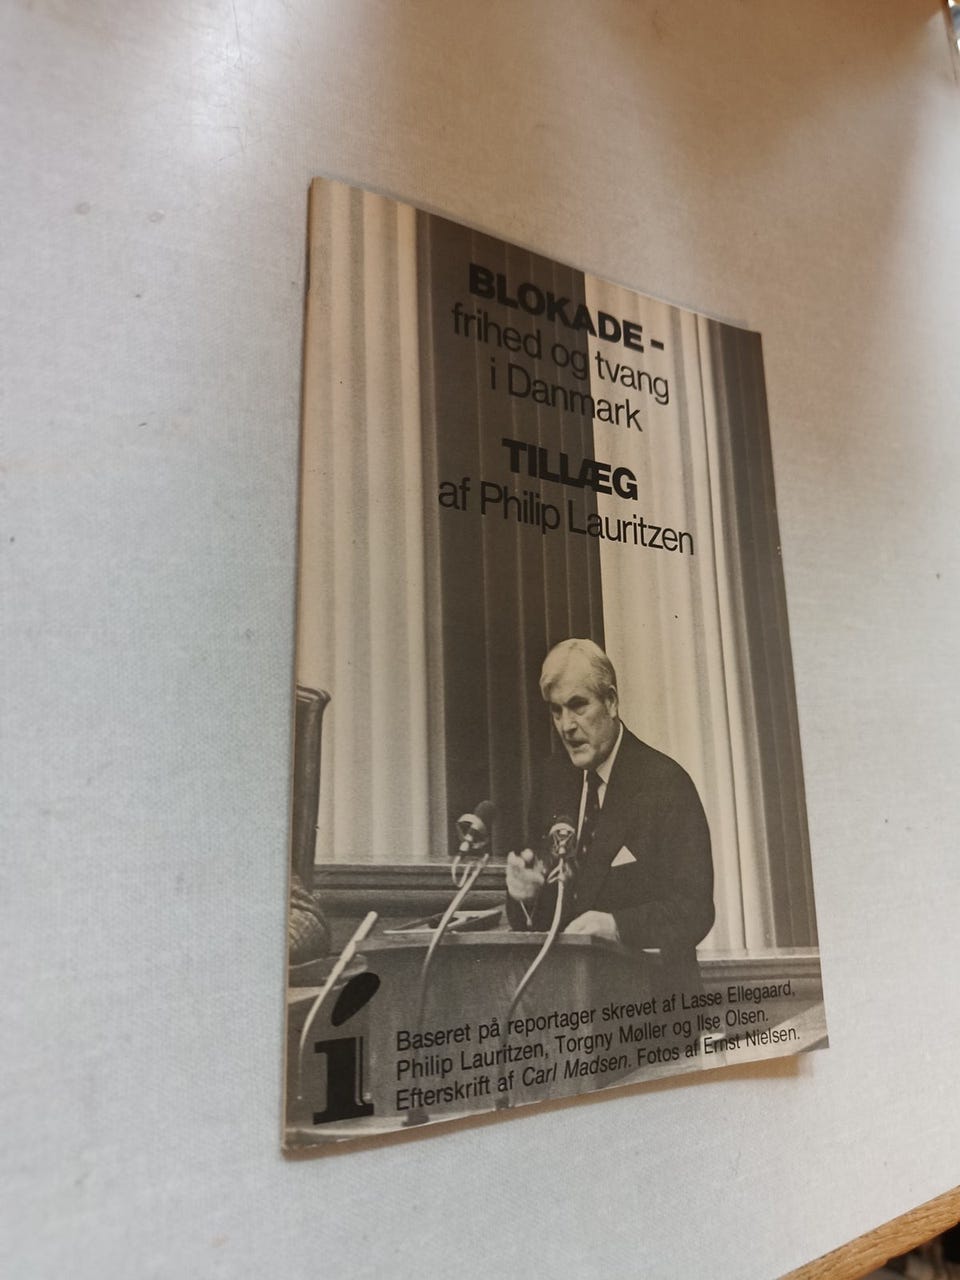 BLOKADE -
frihed og tvang
i Danmark
TILLÆG
af Philip Lauritzen
i
Baseret på reportager skrevet af Lasse Ellegaard,
Philip Lauritzen, Torgny Møller og Ilse Olsen.
Efterskrift af Carl Madsen. Fotos af Ernst Nielsen.